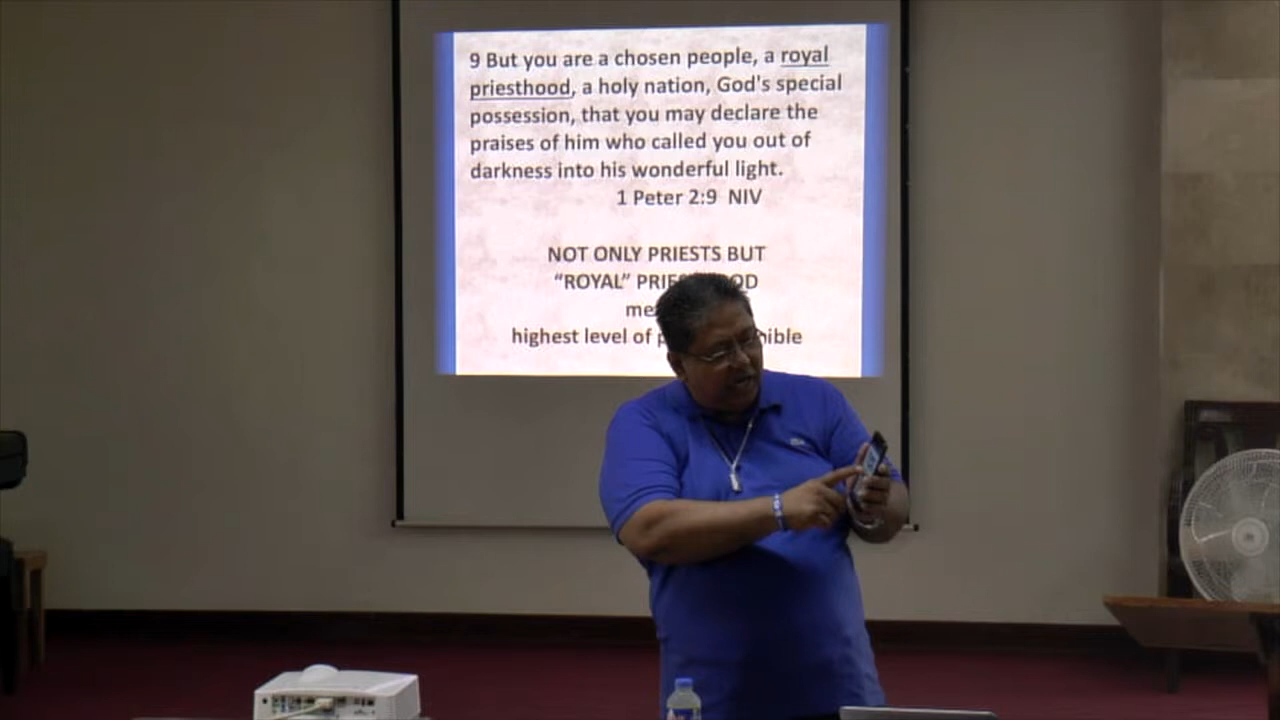 9 But you are a chosen people, a royal
priesthood, a holy nation, God's special
possession, that you may declare the
praises of him who called you out of
darkness into his wonderful light.
1 Peter 2:9 NIV
NOT ONLY PRIESTS BUT
“ROYAL”
highest level of